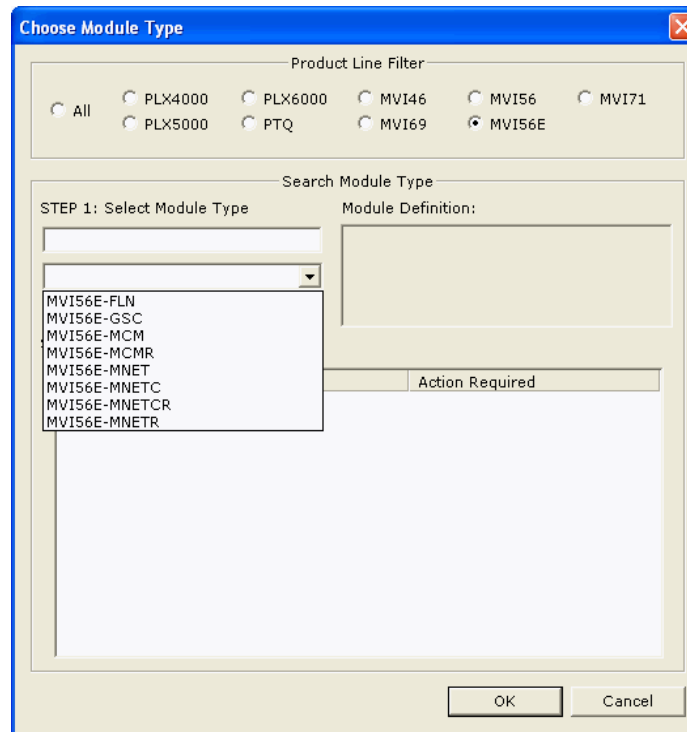 Choose Module Type
Product Line Filter
All
PLX4000 PLX6000 MVI46 MVI56 MVI71
PLX5000 PTQ MVI69 MVI56E
Search Module Type
STEP 1: Select Module Type
Module Definition:
MVI56E-FLN
MVI56E-GSC
MVI56E-MCM
MVI56E-MCMR
MVI56E-MNET
MVI56E-MNETC
MVI56E-MNETCR
MVI56E-MNETR
Action Required
OK Cancel